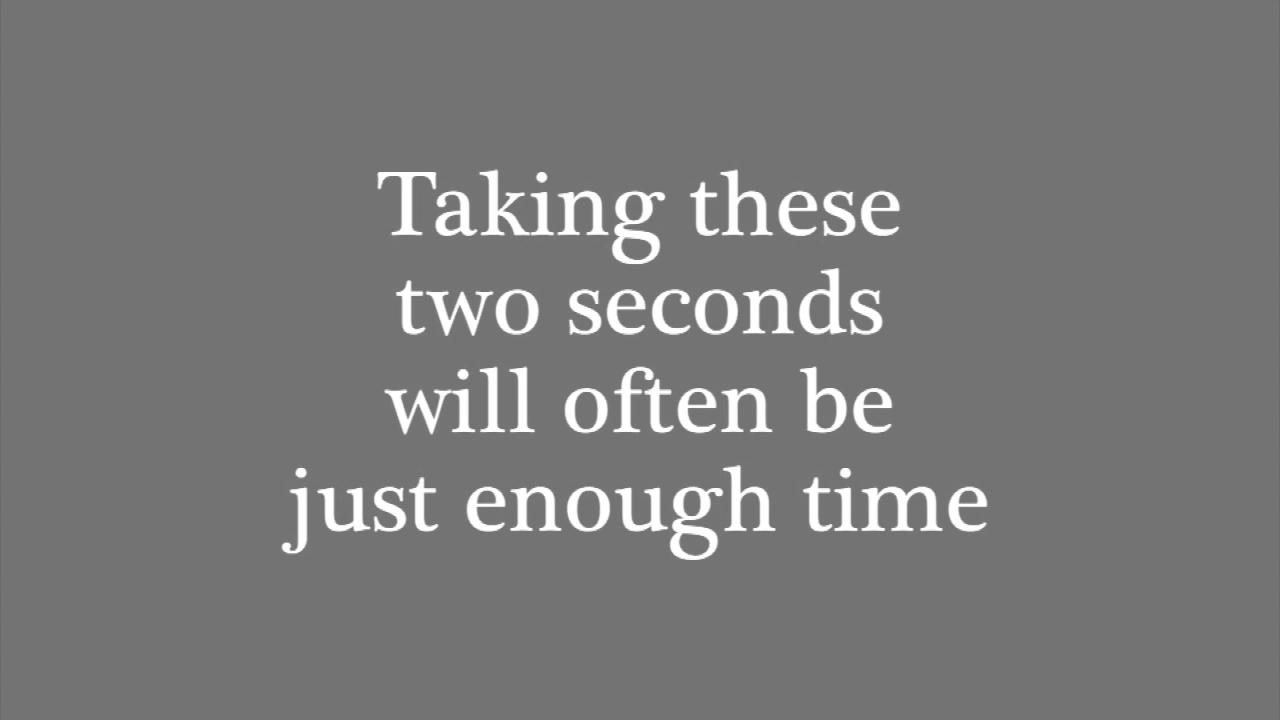 Taking these
two seconds
will often be
just enough time